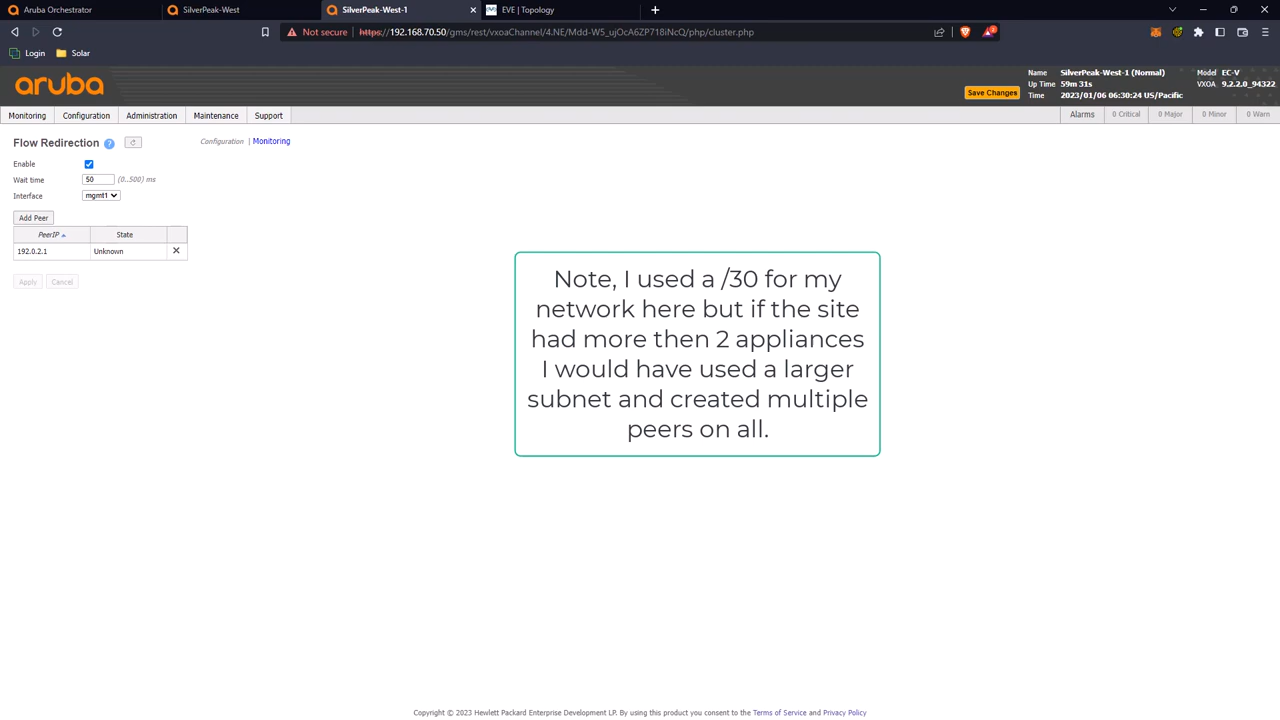 Aruba Orchestrator
SilverPeak-West
SilverPeak-West-1
EVE | Topology
Not secure
https://192.168.70.50/gms/rest/vxoaChannel/4.NE/Mdd-W5_ujOcA6ZP718iNcQ/php/cluster.php
Login
Solar
aruba
Save Changes
Name SilverPeak-West-1 (Normal)
Up Time 59m 31s
Time 2023/01/06 06:30:24 US/Pacific
Model EC-V
VXOA 9.2.2.0_94322
Monitoring
Configuration
Administration
Maintenance
Support
Alarms
0 Critical
0 Major
0 Minor
0 Warn
Flow Redirection ?
Configuration | Monitoring
Enable
Wait time 50 (0..500) ms
Interface mgmt1
Add Peer
PeerIP State
192.0.2.1 Unknown
Apply Cancel
Note, I used a /30 for my
network here but if the site
had more then 2 appliances
I would have used a larger
subnet and created multiple
peers on all.
Copyright © 2023 Hewlett Packard Enterprise Development LP. By using this product you consent to the Terms of Service and Privacy Policy